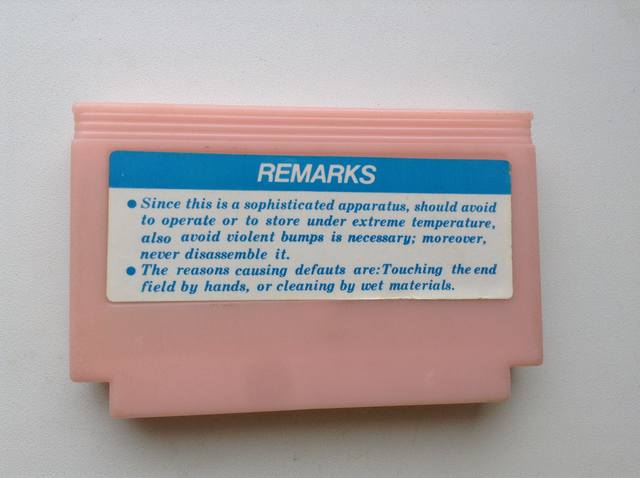 REMARKS
● Since this is a sophisticated apparatus, should avoid
to operate or to store under extreme temperature,
also avoid violent bumps is necessary; moreover,
never disassemble it.
● The reasons causing defauts are:Touching the end
field by hands, or cleaning by wet materials.